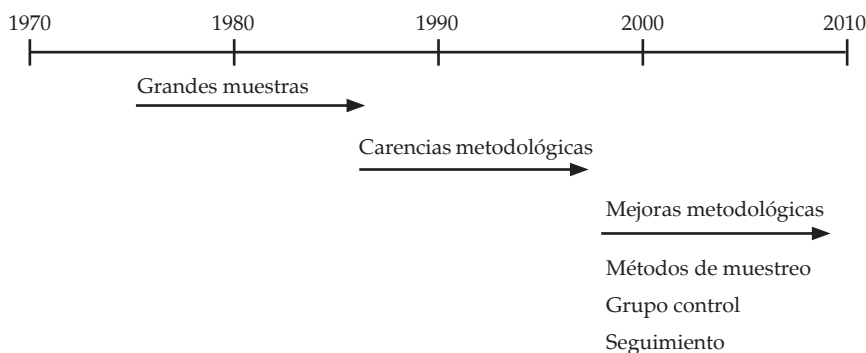 1970 1980 1990 2000 2010
Grandes muestras
Carencias metodológicas
Mejoras metodológicas
Métodos de muestreo
Grupo control
Seguimiento